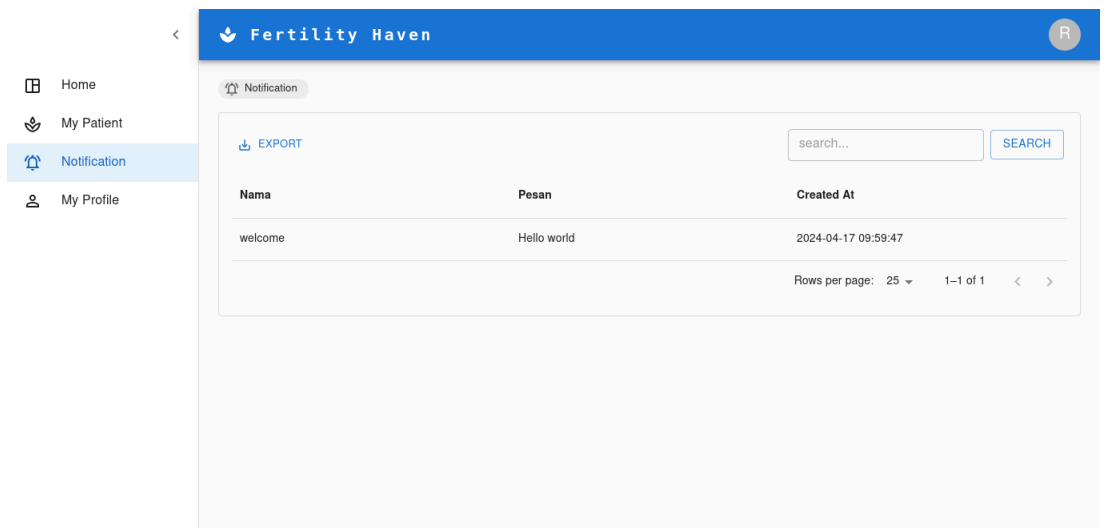 Fertility Haven
R
Home
My Patient
Notification
My Profile
Notification
EXPORT
search...
SEARCH
Nama Pesan Created At
welcome Hello world 2024-04-17 09:59:47
Rows per page: 25 1–1 of 1